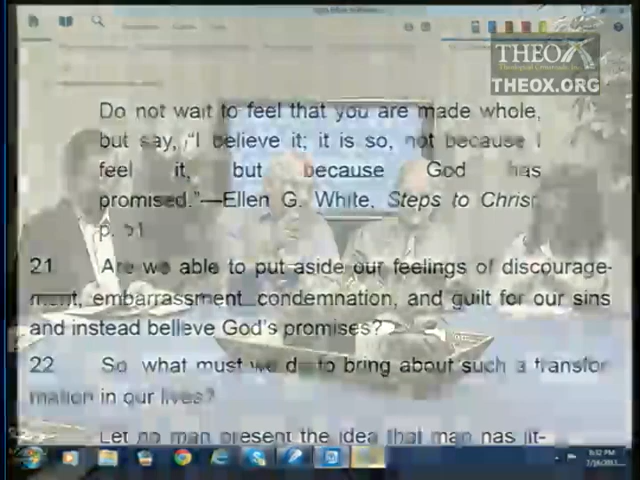 THEOX
THEOX.ORG
Do not wait to feel that you are made whole,
but say, "I believe it; it is so, not because I
feel it, but because God has
promised."—Ellen G. White, Steps to Christ
p. 51
21 Are we able to put aside our feelings of discourage-
ment, embarrassment condemnation, and guilt for our sins
and instead believe God's promises?
22 So what must we do to bring about such a transfor
mation in our lives?
Let no man present the idea that man has lit-